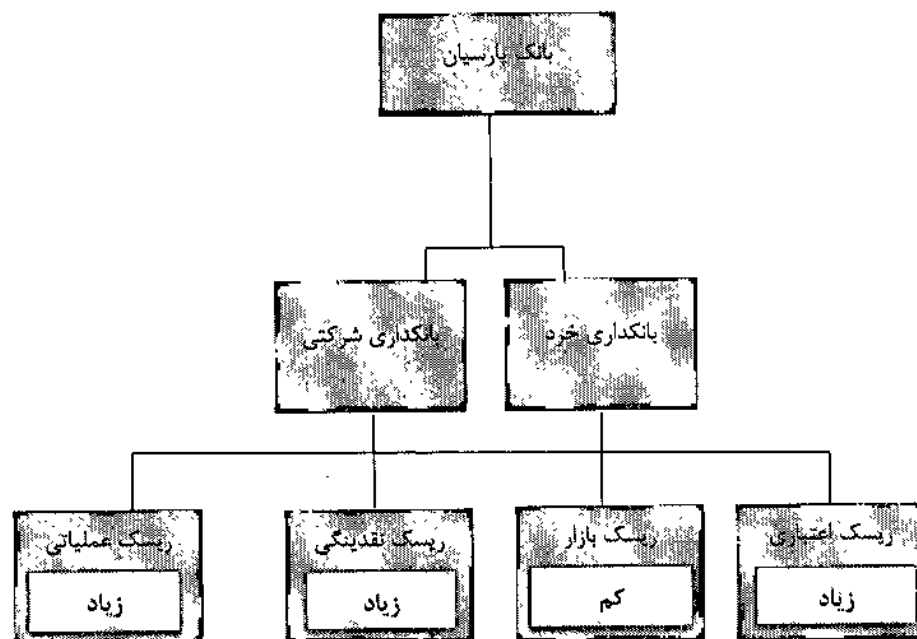 بانک پارسیان
بانکداری خرد
بانکداری شرکتی
ریسک اعتباری
زیاد
ریسک بازار
کم
ریسک نقدینگی
زیاد
ریسک عملیاتی
زیاد